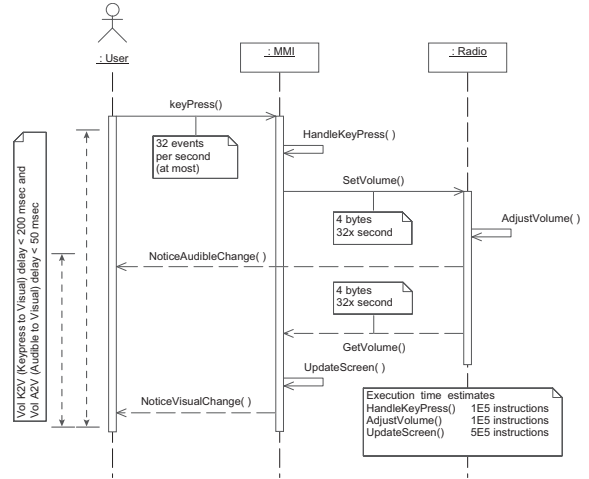 : User
: MMI
: Radio
keyPress()
32 events
per second
(at most)
HandleKeyPress( )
SetVolume()
4 bytes
32x second
AdjustVolume( )
NoticeAudibleChange( )
4 bytes
32x second
GetVolume()
UpdateScreen( )
NoticeVisualChange( )
Vol K2V (Keypress to Visual) delay < 200 msec and
Vol A2V (Audible to Visual) delay < 50 msec
Execution time estimates
HandleKeyPress() 1E5 instructions
AdjustVolume() 1E5 instructions
UpdateScreen() 5E5 instructions